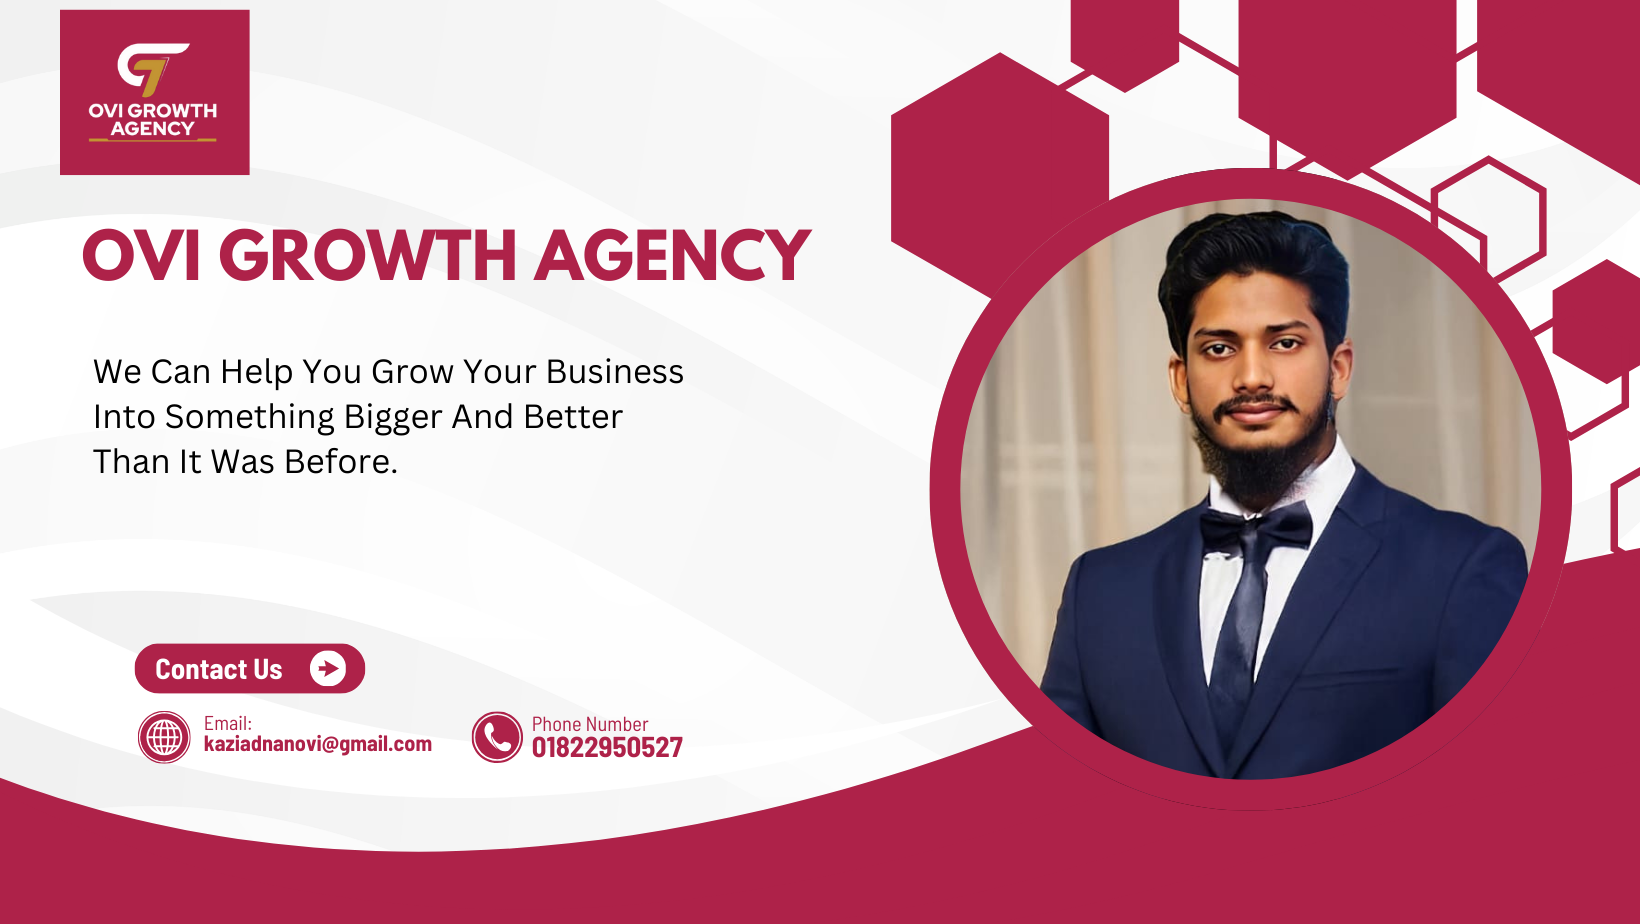 OVI GROWTH
AGENCY
OVI GROWTH AGENCY
We Can Help You Grow Your Business
Into Something Bigger And Better
Than It Was Before.
Contact Us
Email:
kaziadnanovi@gmail.com
Phone Number
01822950527